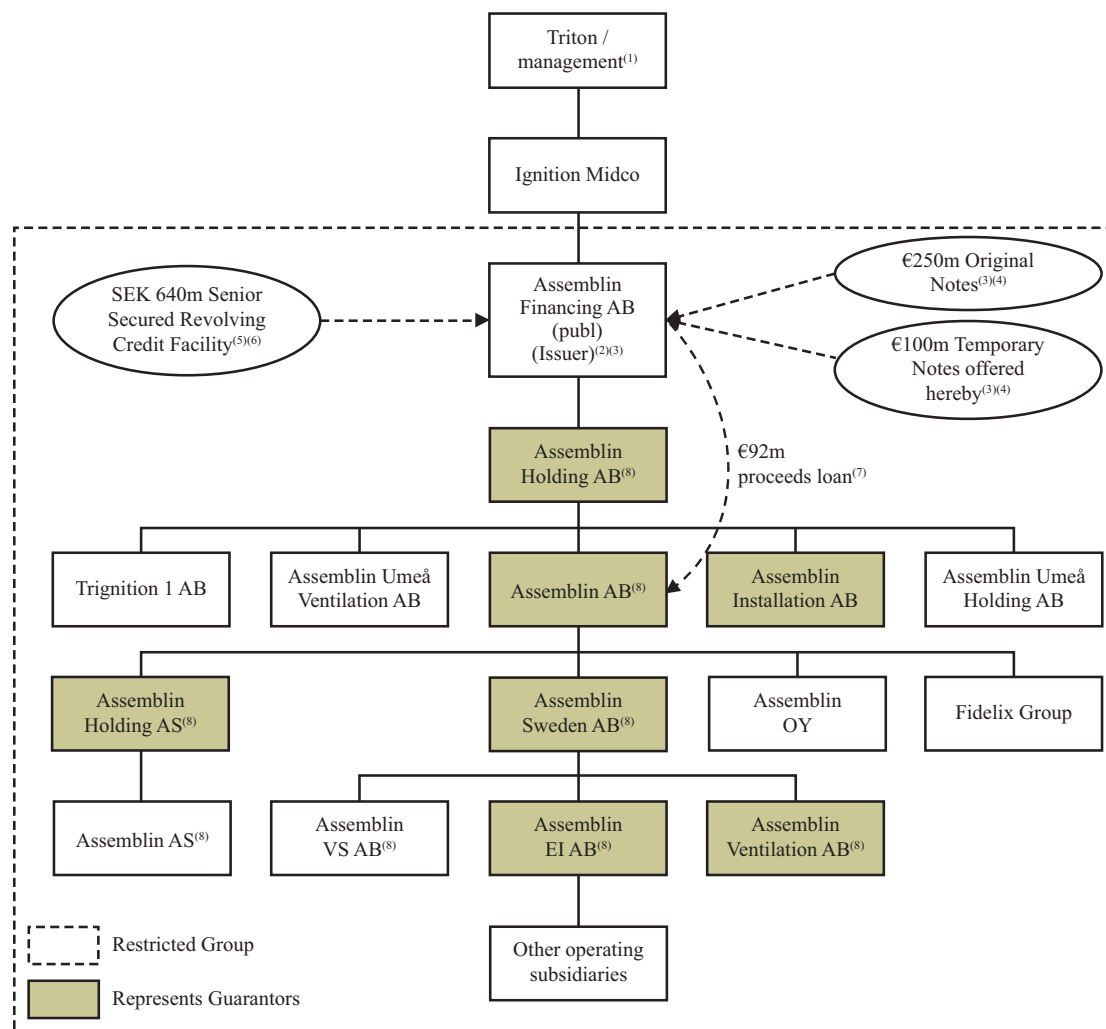 Triton /
management(1)
Ignition Midco
Assemblin
Financing AB
(publ)
(Issuer)(2)(3)
SEK 640m Senior
Secured Revolving
Credit Facility(5)(6)
€250m Original
Notes(3)(4)
€100m Temporary
Notes offered
hereby(3)(4)
Assemblin
Holding AB(8)
€92m
proceeds loan(7)
Trignition 1 AB
Assemblin Umeå
Ventilation AB
Assemblin AB(8)
Assemblin
Installation AB
Assemblin Umeå
Holding AB
Assemblin
Holding AS(8)
Assemblin
Sweden AB(8)
Assemblin
OY
Fidelix Group
Assemblin AS(8)
Assemblin
VS AB(8)
Assemblin
EI AB(8)
Assemblin
Ventilation AB(8)
Other operating
subsidiaries
Restricted Group
Represents Guarantors